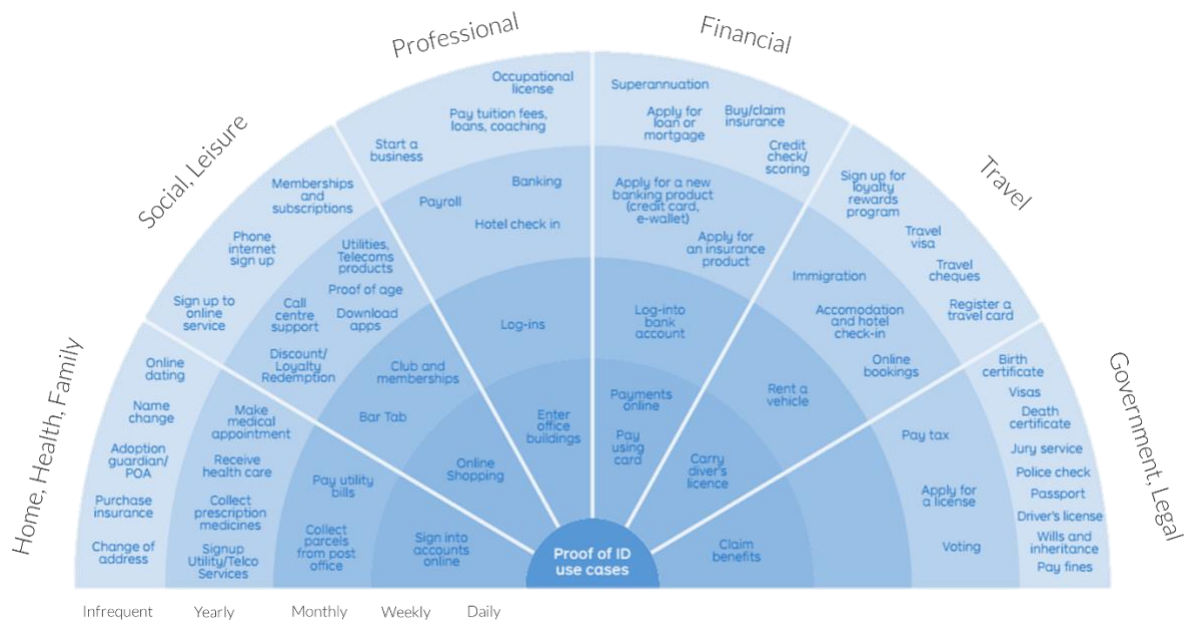 Professional
Financial
Social, Leisure
Travel
Home, Health, Family
Government, Legal
Occupational
license
Pay tuition fees,
loans, coaching
Start a
business
Banking
Payroll
Hotel check in
Log-ins
Enter
office
buildings
Superannuation
Apply for
loan or
mortgage
Buy/claim
insurance
Credit
check/
scoring
Apply for a new
banking product
(credit card,
e-wallet)
Apply for
an insurance
product
Log-into
bank
account
Payments
online
Pay
using
card
Memberships
and
subscriptions
Phone
internet
sign up
Sign up to
online
service
Utilities,
Telecoms
products
Proof of age
Call
centre
support
Download
apps
Discount/
Loyalty
Redemption
Club and
memberships
Bar Tab
Online
Shopping
Sign up for
loyalty
rewards
program
Travel
visa
Travel
cheques
Register a
travel card
Immigration
Accomodation
and hotel
check-in
Online
bookings
Rent a
vehicle
Carry
diver's
licence
Online
dating
Name
change
Adoption
guardian/
POA
Purchase
insurance
Change of
address
Make
medical
appointment
Receive
health care
Collect
prescription
medicines
Signup
Utility/Telco
Services
Pay utility
bills
Collect
parcels
from post
office
Sign into
accounts
online
Birth
certificate
Visas
Death
certificate
Jury service
Police check
Passport
Driver's license
Wills and
inheritance
Pay fines
Pay tax
Apply for
a license
Voting
Claim
benefits
Proof of ID
use cases
Infrequent
Yearly
Monthly
Weekly
Daily